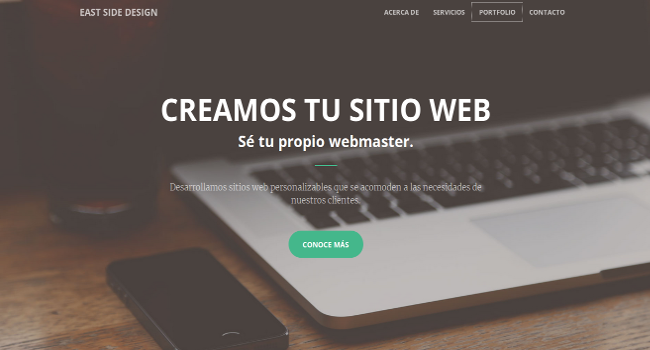 EAST SIDE DESIGN
ACERCA DE SERVICIOS PORTFOLIO CONTACTO
CREAMOS TU SITIO WEB
Sé tu propio webmaster.
Desarrollamos sitios web personalizables que se acomoden a las necesidades de
nuestros clientes.
CONOCE MÁS